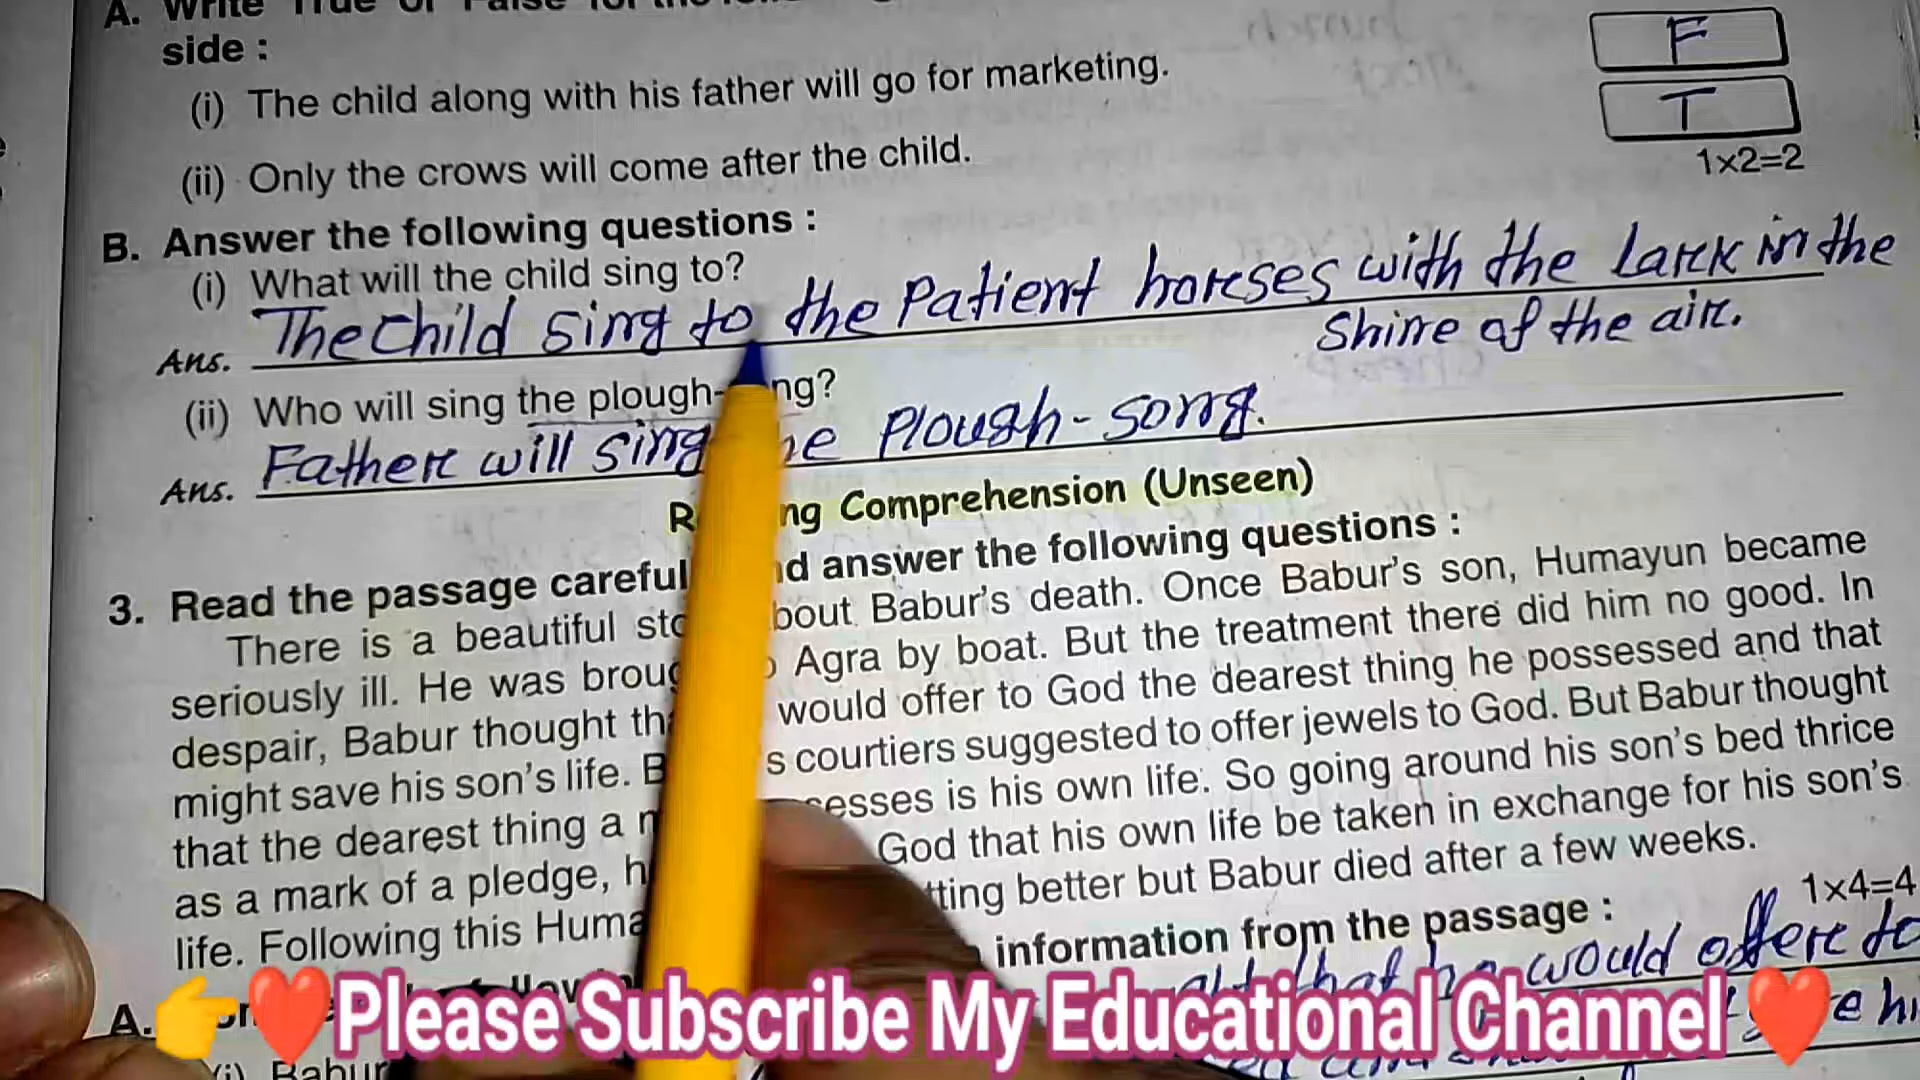 A. Write True or False for the
side :
(i) The child along with his father will go for marketing.
F
(ii) Only the crows will come after the child.
T
1×2=2
B. Answer the following questions :
(i) What will the child sing to?
Ans. The child sing to the Patient horses with the lark in the
Shine of the air.
(ii) Who will sing the plough- ng?
Ans. Father will sing he Plough-song.
R ng Comprehension (Unseen)
3. Read the passage careful d answer the following questions :
There is a beautiful sto bout Babur's death. Once Babur's son, Humayun became
seriously ill. He was broug Agra by boat. But the treatment there did him no good. In
despair, Babur thought tha would offer to God the dearest thing he possessed and that
might save his son's life. B s courtiers suggested to offer jewels to God. But Babur thought
that the dearest thing a m sesses is his own life. So going around his son's bed thrice
as a mark of a pledge, h God that his own life be taken in exchange for his son's
life. Following this Huma tting better but Babur died after a few weeks.
1×4=4
A. information from the passage :
that he would offer to
👉❤️Please Subscribe My Educational Channel❤️
(i) Babur